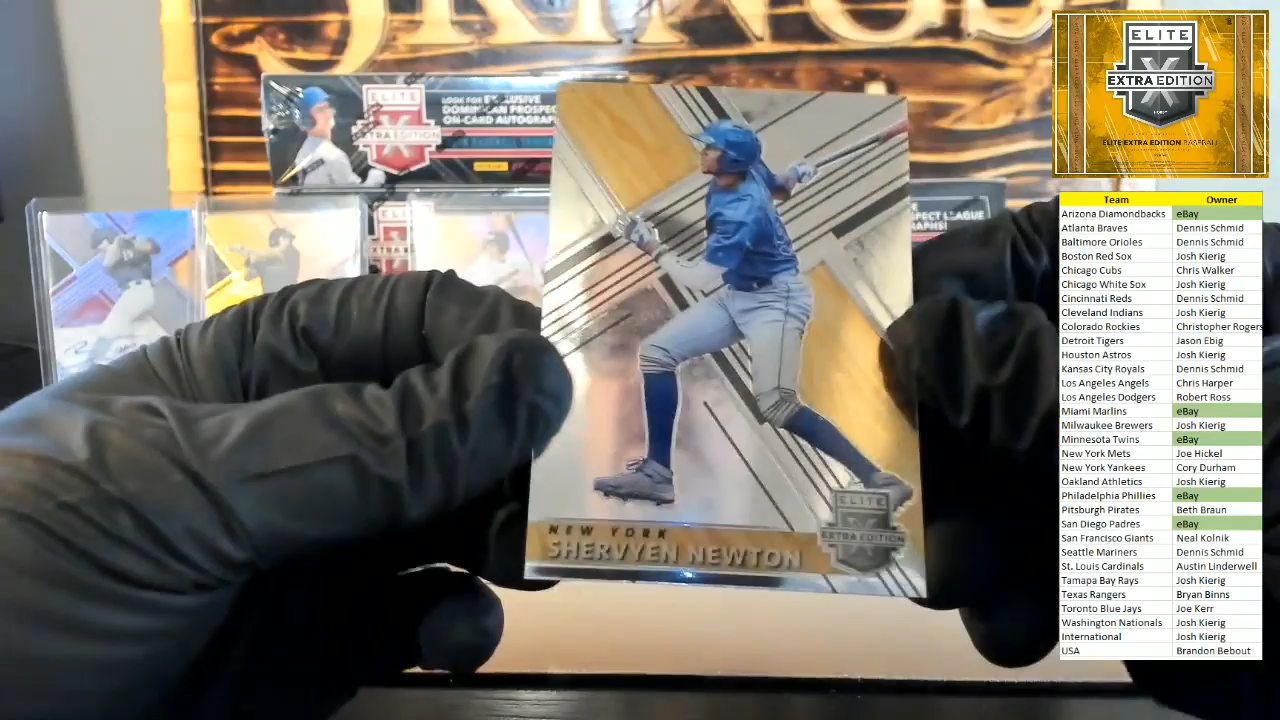 ELITE
EXTRA EDITION
LOOK FOR EXCLUSIVE
DOMINICAN PROSPEC
ON-CARD AUTOGRAPH
PECT LEAGUE
RAPHS!
NEW YORK
SHERVYEN NEWTON
ELITE
EXTRA EDITION
ELITE
EXTRA EDITION
ELITE EXTRA EDITION BASEBALL
Team Owner
Arizona Diamondbacks eBay
Atlanta Braves Dennis Schmid
Baltimore Orioles Dennis Schmid
Boston Red Sox Josh Kierig
Chicago Cubs Chris Walker
Chicago White Sox Josh Kierig
Cincinnati Reds Dennis Schmid
Cleveland Indians Josh Kierig
Colorado Rockies Christopher Rogers
Detroit Tigers Jason Ebig
Houston Astros Josh Kierig
Kansas City Royals Dennis Schmid
Los Angeles Angels Chris Harper
Los Angeles Dodgers Robert Ross
Miami Marlins eBay
Milwaukee Brewers Josh Kierig
Minnesota Twins eBay
New York Mets Joe Hickel
New York Yankees Cory Durham
Oakland Athletics Josh Kierig
Philadelphia Phillies eBay
Pitsburgh Pirates Beth Braun
San Diego Padres eBay
San Francisco Giants Neal Kolnik
Seattle Mariners Dennis Schmid
St. Louis Cardinals Austin Linderwell
Tamapa Bay Rays Josh Kierig
Texas Rangers Bryan Binns
Toronto Blue Jays Joe Kerr
Washington Nationals Josh Kierig
International Josh Kierig
USA Brandon Bebout